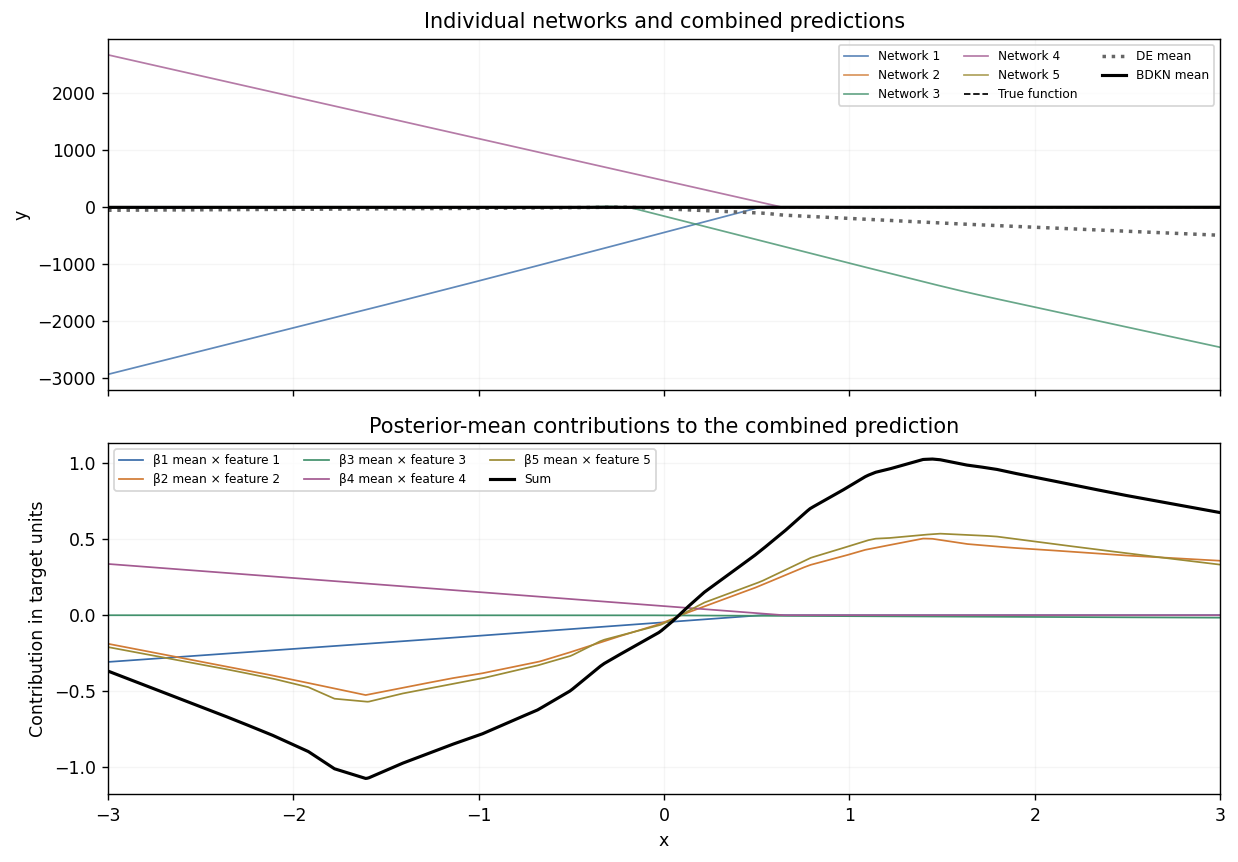 Individual networks and combined predictions
2000
1000
0
−1000
−2000
−3000
y
Network 1
Network 2
Network 3
Network 4
Network 5
True function
DE mean
BDKN mean
Posterior-mean contributions to the combined prediction
1.0
0.5
0.0
−0.5
−1.0
Contribution in target units
β1 mean × feature 1
β2 mean × feature 2
β3 mean × feature 3
β4 mean × feature 4
β5 mean × feature 5
Sum
−3 −2 −1 0 1 2 3
x